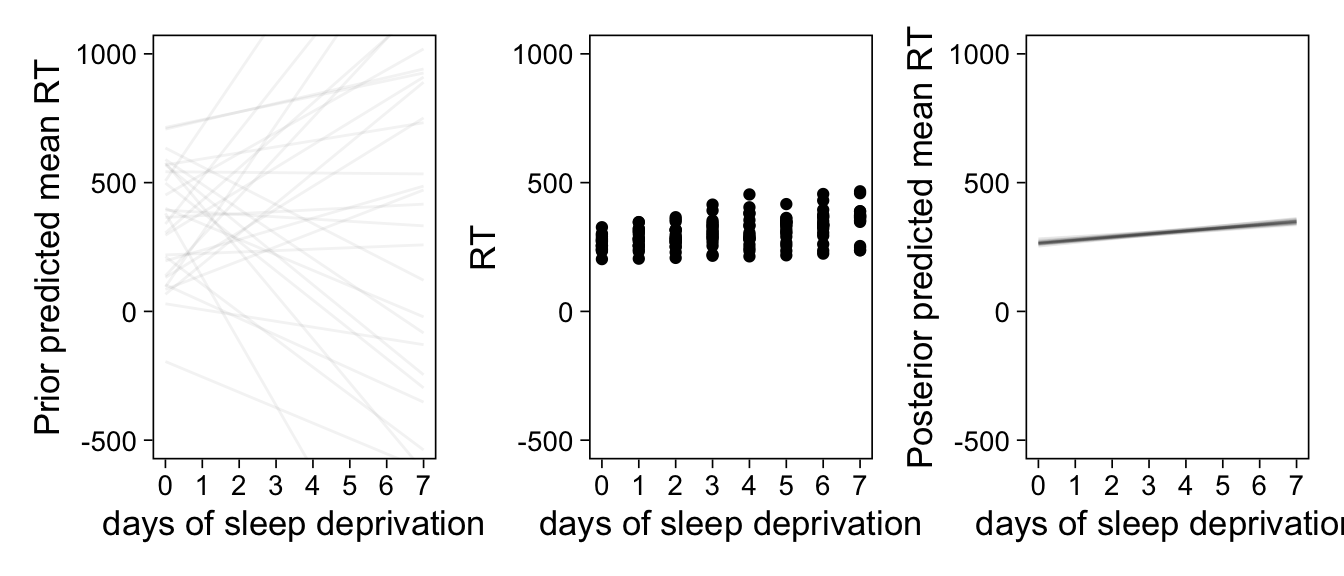 Prior predicted mean RT
1000
500
0
-500
0 1 2 3 4 5 6 7
days of sleep deprivation
RT
1000
500
0
-500
0 1 2 3 4 5 6 7
days of sleep deprivation
Posterior predicted mean RT
1000
500
0
-500
0 1 2 3 4 5 6 7
days of sleep deprivatio